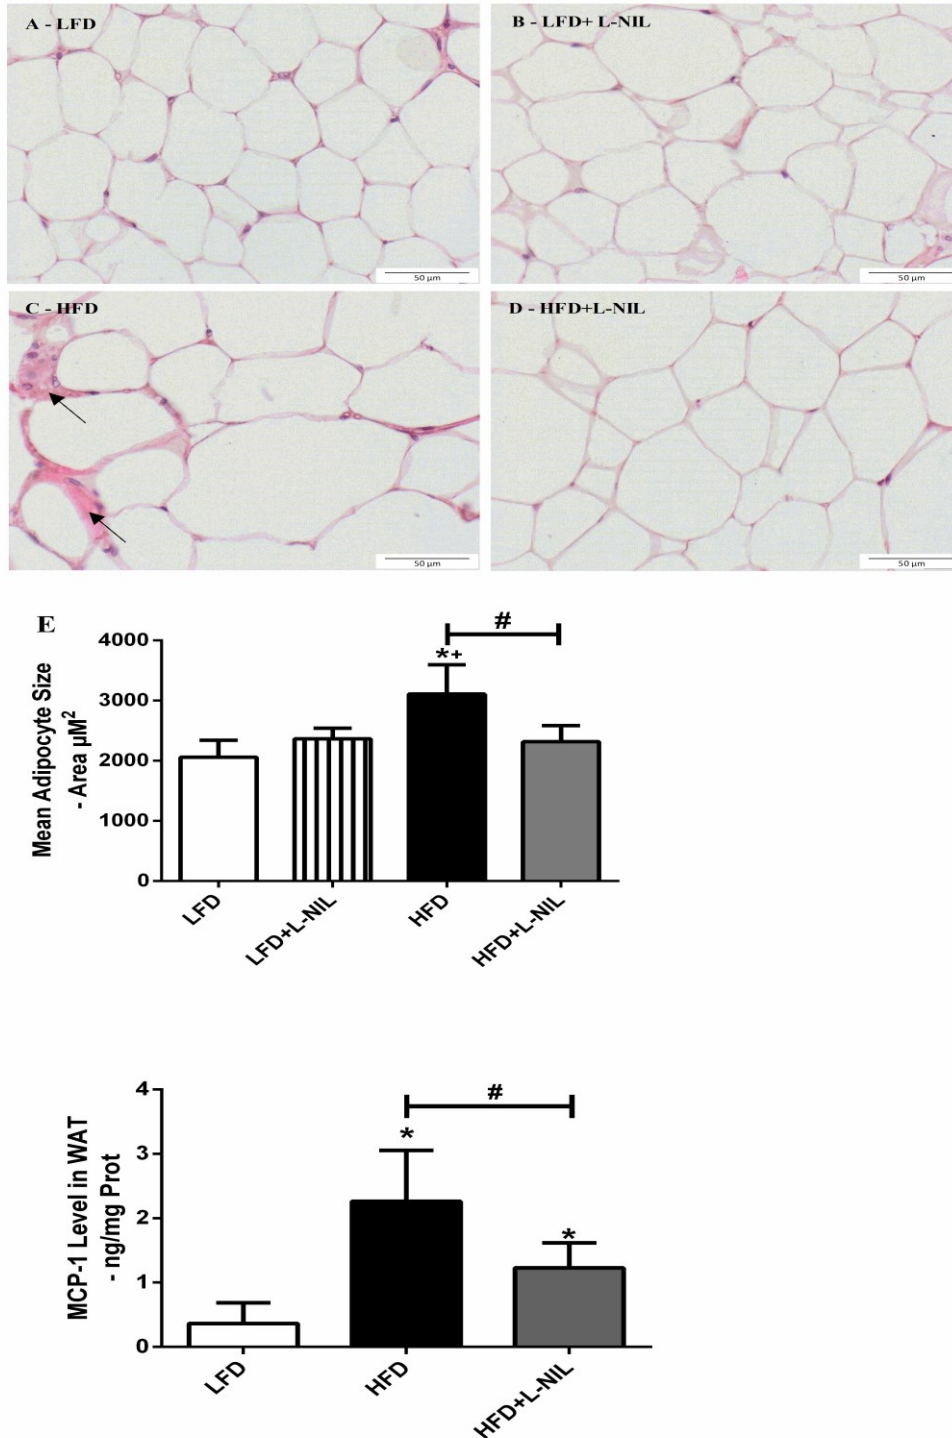 A - LFD
B - LFD+ L-NIL
50 µm
50 µm
C - HFD
D - HFD+L-NIL
50 µm
50 µm
E
#
*+
4000
3000
2000
1000
0
Mean Adipocyte Size
- Area µM²
LFD
LFD+L-NIL
HFD
HFD+L-NIL
#
*
*
4
3
2
1
0
MCP-1 Level in WAT
- ng/mg Prot
LFD
HFD
HFD+L-NIL